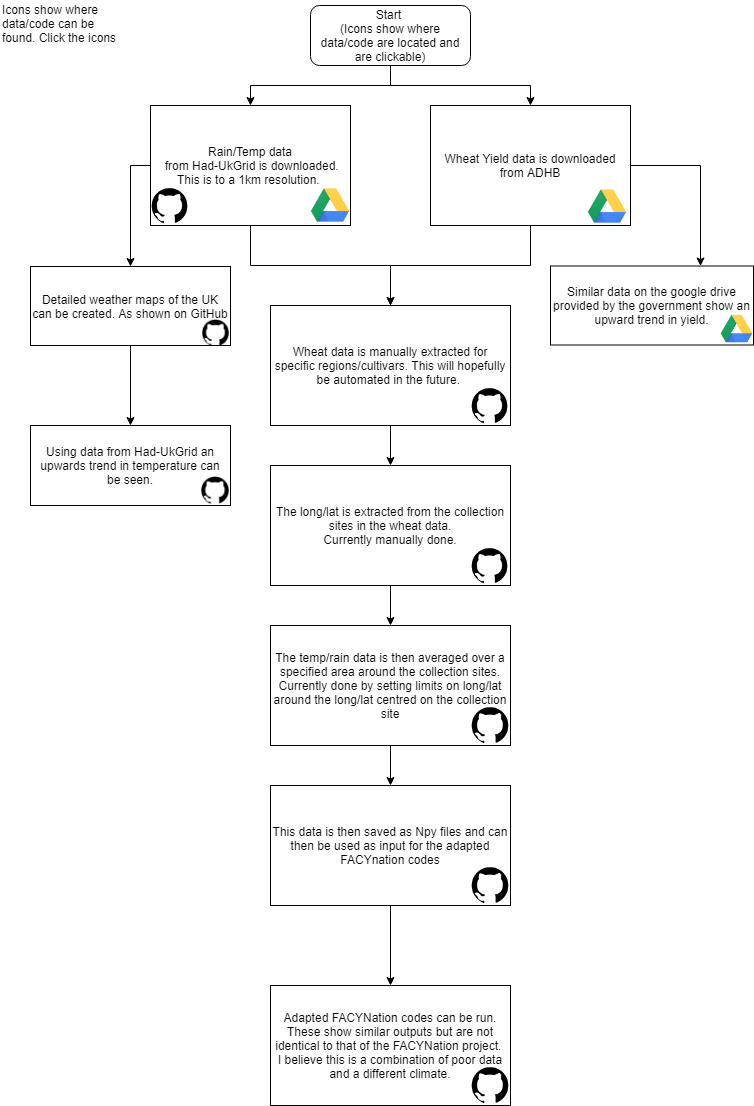 Icons show where
data/code can be
found. Click the icons
Start
(Icons show where
data/code are located and
are clickable)
Rain/Temp data
from Had-UkGrid is downloaded.
This is to a 1km resolution.
Wheat Yield data is downloaded
from ADHB
Detailed weather maps of the UK
can be created. As shown on GitHub
Similar data on the google drive
provided by the government show an
upward trend in yield.
Wheat data is manually extracted for
specific regions/cultivars. This will hopefully
be automated in the future.
Using data from Had-UkGrid an
upwards trend in temperature can
be seen.
The long/lat is extracted from the collection
sites in the wheat data.
Currently manually done.
The temp/rain data is then averaged over a
specified area around the collection sites.
Currently done by setting limits on long/lat
around the long/lat centred on the collection
site
This data is then saved as Npy files and can
then be used as input for the adapted
FACYnation codes
Adapted FACYNation codes can be run.
These show similar outputs but are not
identical to that of the FACYNation project.
I believe this is a combination of poor data
and a different climate.